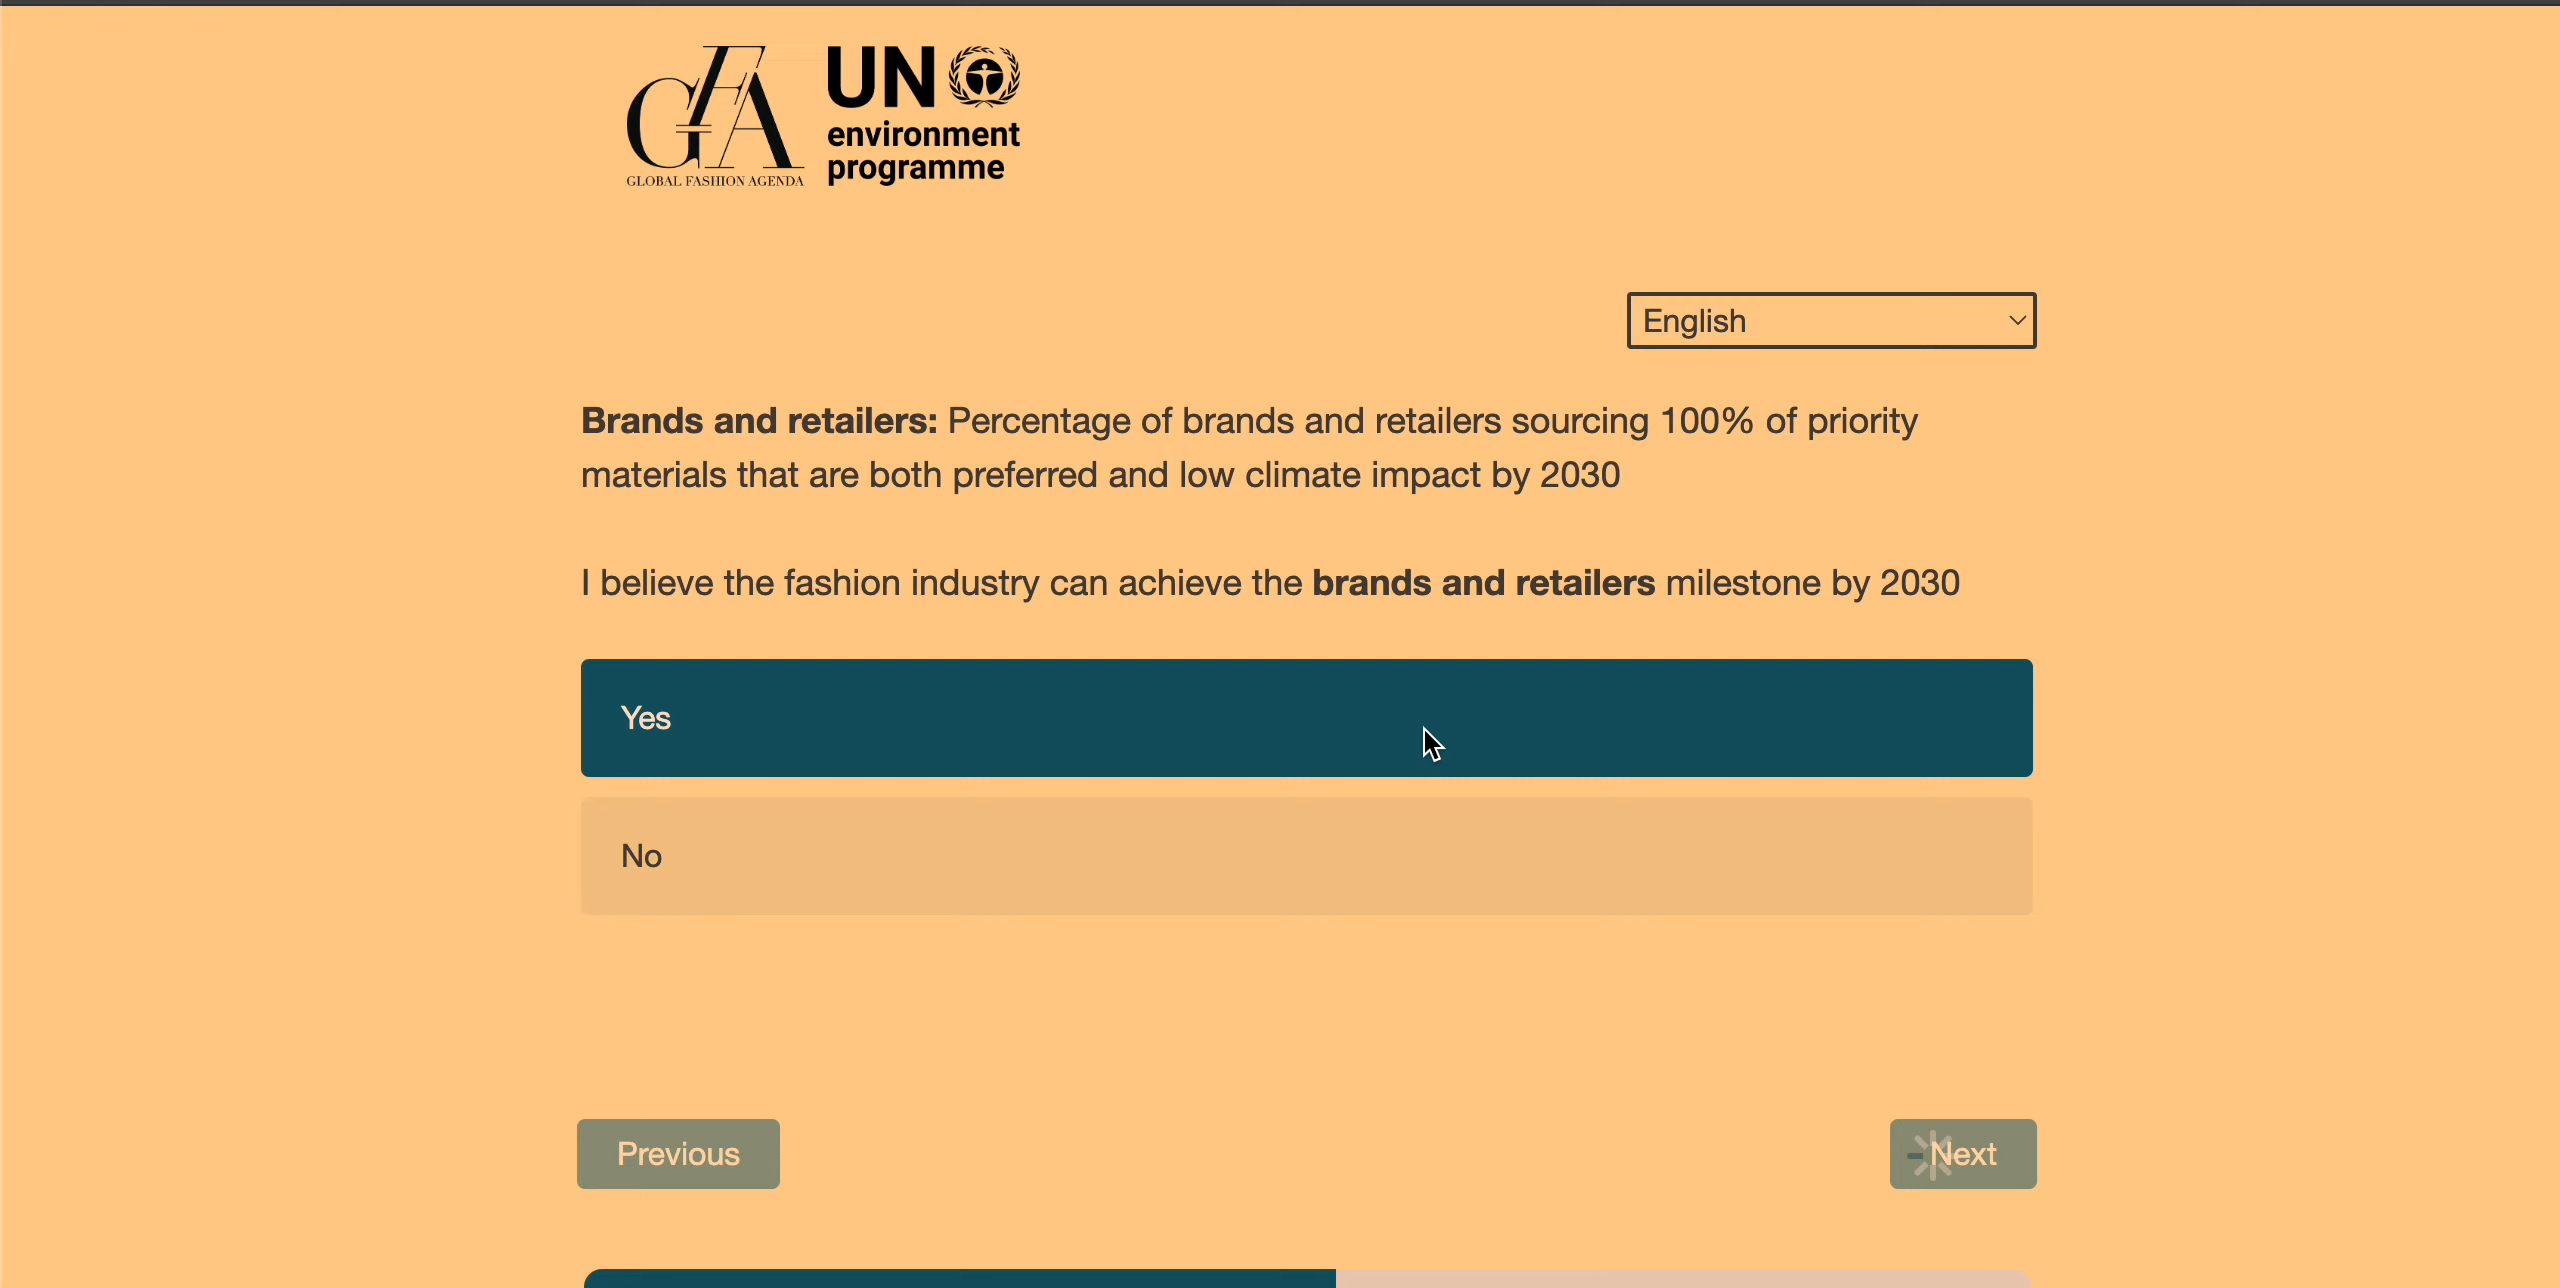 GFA
GLOBAL FASHION AGENDA
UN
environment
programme
English
Brands and retailers: Percentage of brands and retailers sourcing 100% of priority
materials that are both preferred and low climate impact by 2030
I believe the fashion industry can achieve the brands and retailers milestone by 2030
Yes
No
Previous
Next